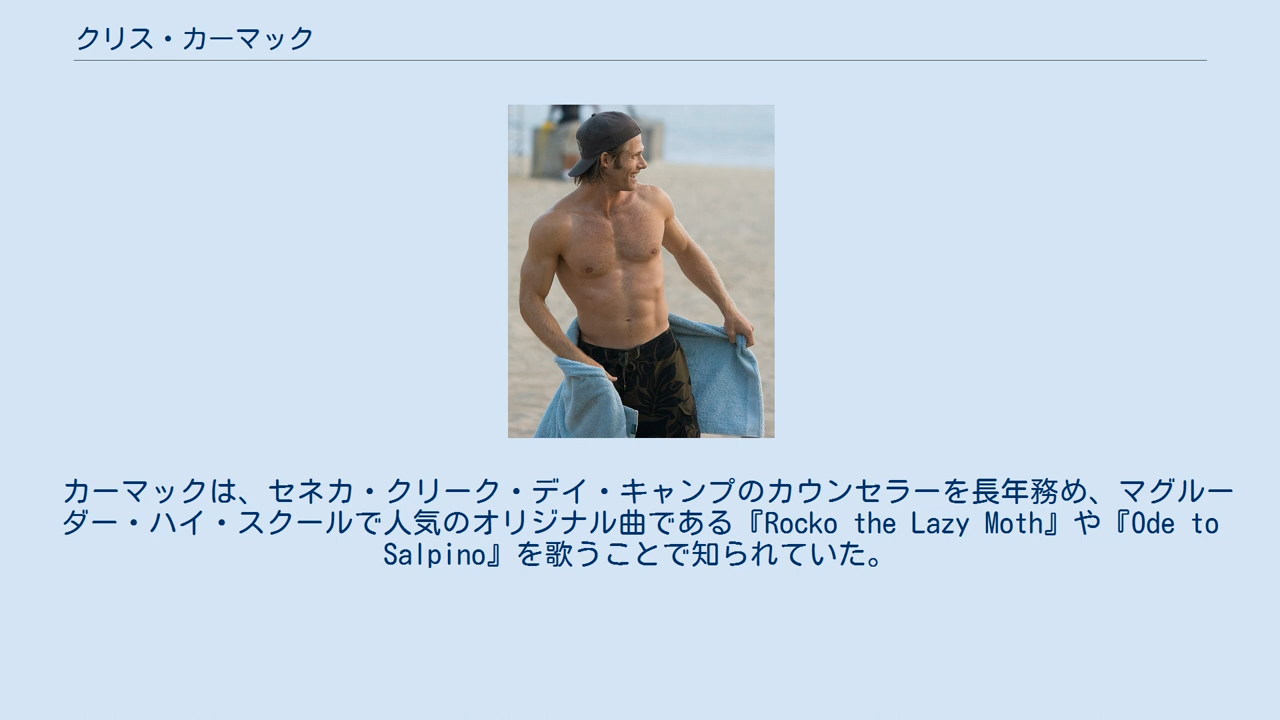 クリス・カーマック
カーマックは、セネカ・クリーク・デイ・キャンプのカウンセラーを長年務め、マグルー
ダー・ハイ・スクールで人気のオリジナル曲である『Rocko the Lazy Moth』や『Ode to
Salpino』を歌うことで知られていた。